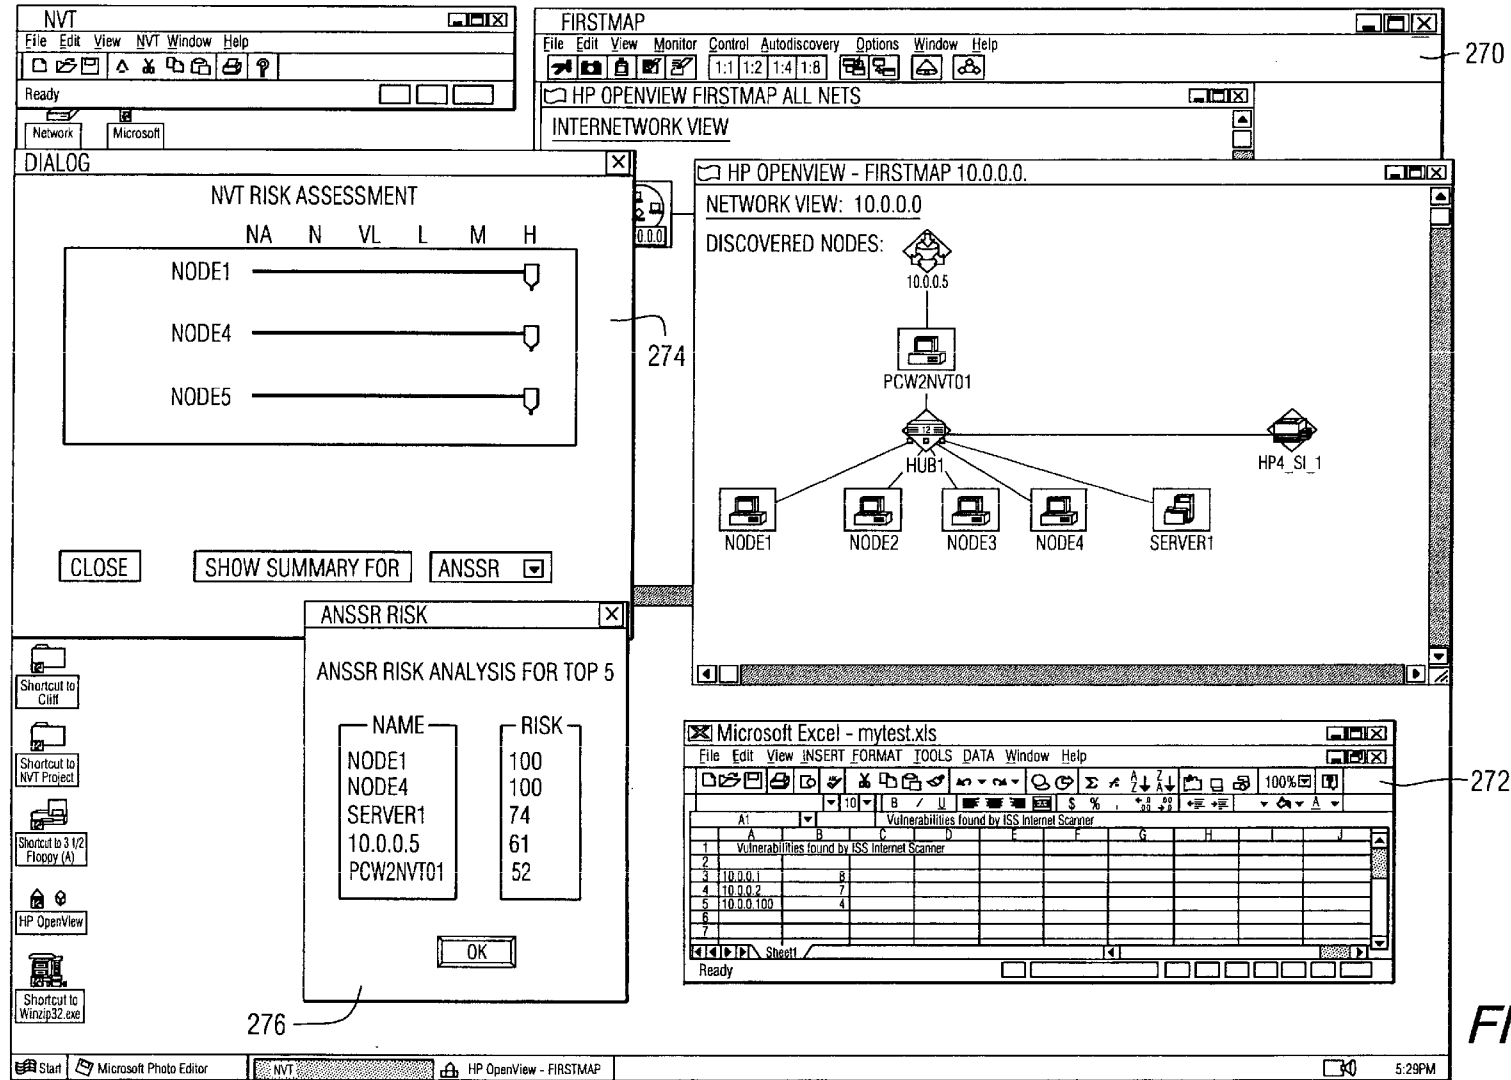 NVT
File Edit View NVT Window Help
Ready
Network
Microsoft
FIRSTMAP
File Edit View Monitor Control Autodiscovery Options Window Help
1:1 1:2 1:4 1:8
270
HP OPENVIEW FIRSTMAP ALL NETS
INTERNETWORK VIEW
DIALOG
NVT RISK ASSESSMENT
NA N VL L M H
NODE1
NODE4
NODE5
274
CLOSE
SHOW SUMMARY FOR
ANSSR
0.0.0
HP OPENVIEW - FIRSTMAP 10.0.0.0.
NETWORK VIEW: 10.0.0.0
DISCOVERED NODES:
10.0.0.5
PCW2NVT01
12
HUB1
HP4_SI_1
NODE1
NODE2
NODE3
NODE4
SERVER1
ANSSR RISK
ANSSR RISK ANALYSIS FOR TOP 5
NAME RISK
NODE1 100
NODE4 100
SERVER1 74
10.0.0.5 61
PCW2NVT01 52
OK
276
Shortcut to
Cliff
Shortcut to
NVT Project
Shortcut to 3 1/2
Floppy (A)
HP OpenView
Shortcut to
Winzip32.exe
Microsoft Excel - mytest.xls
File Edit View INSERT FORMAT TOOLS DATA Window Help
100%
272
10 B / U $ % ,
A1 Vulnerabilities found by ISS Internet Scanner
A B C D E F G H I J
1 Vulnerabilities found by ISS Internet Scanner
2
3 10.0.0.1 8
4 10.0.0.2 7
5 10.0.0.100 4
6
7
Sheet1
Ready
Start
Microsoft Photo Editor
NVT
HP OpenView - FIRSTMAP
5:29PM